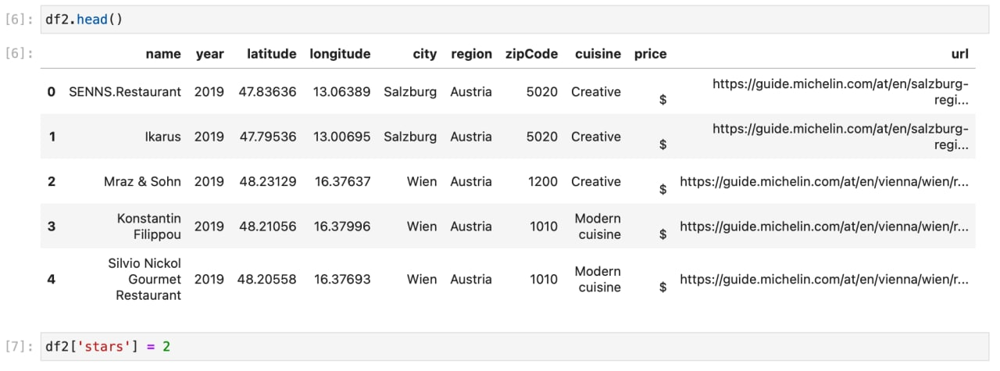 [6]: df2.head()
[6]: name year latitude longitude city region zipCode cuisine price url
0 SENNS.Restaurant 2019 47.83636 13.06389 Salzburg Austria 5020 Creative $ https://guide.michelin.com/at/en/salzburg-
regi...
1 Ikarus 2019 47.79536 13.00695 Salzburg Austria 5020 Creative $ https://guide.michelin.com/at/en/salzburg-
regi...
2 Mraz & Sohn 2019 48.23129 16.37637 Wien Austria 1200 Creative $ https://guide.michelin.com/at/en/vienna/wien/r...
3 Konstantin
Filippou 2019 48.21056 16.37996 Wien Austria 1010 Modern
cuisine $ https://guide.michelin.com/at/en/vienna/wien/r...
4 Silvio Nickol
Gourmet
Restaurant 2019 48.20558 16.37693 Wien Austria 1010 Modern
cuisine $ https://guide.michelin.com/at/en/vienna/wien/r...
[7]: df2['stars'] = 2